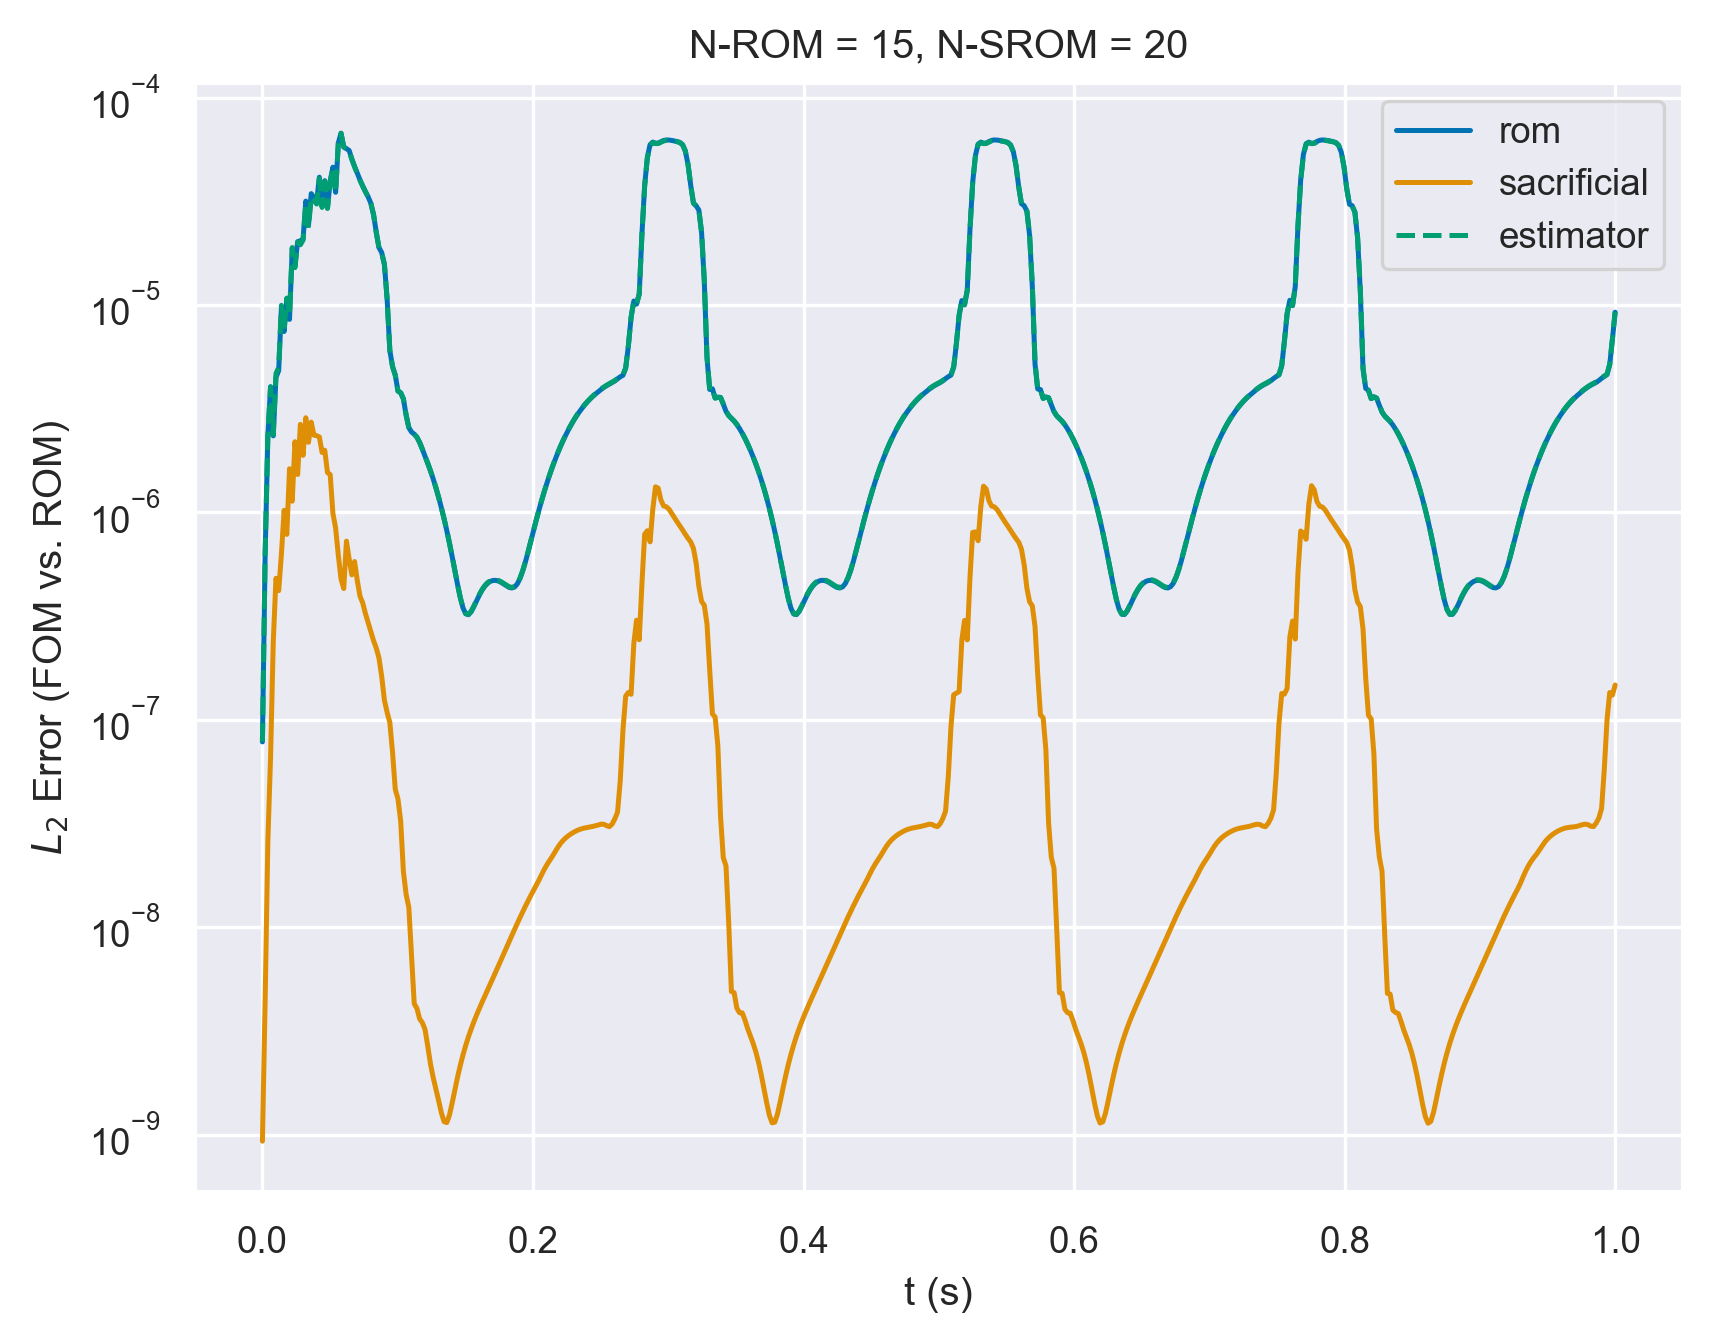 N-ROM = 15, N-SROM = 20
L₂ Error (FOM vs. ROM)
10⁻⁴
10⁻⁵
10⁻⁶
10⁻⁷
10⁻⁸
10⁻⁹
rom
sacrificial
estimator
0.0 0.2 0.4 0.6 0.8 1.0
t (s)